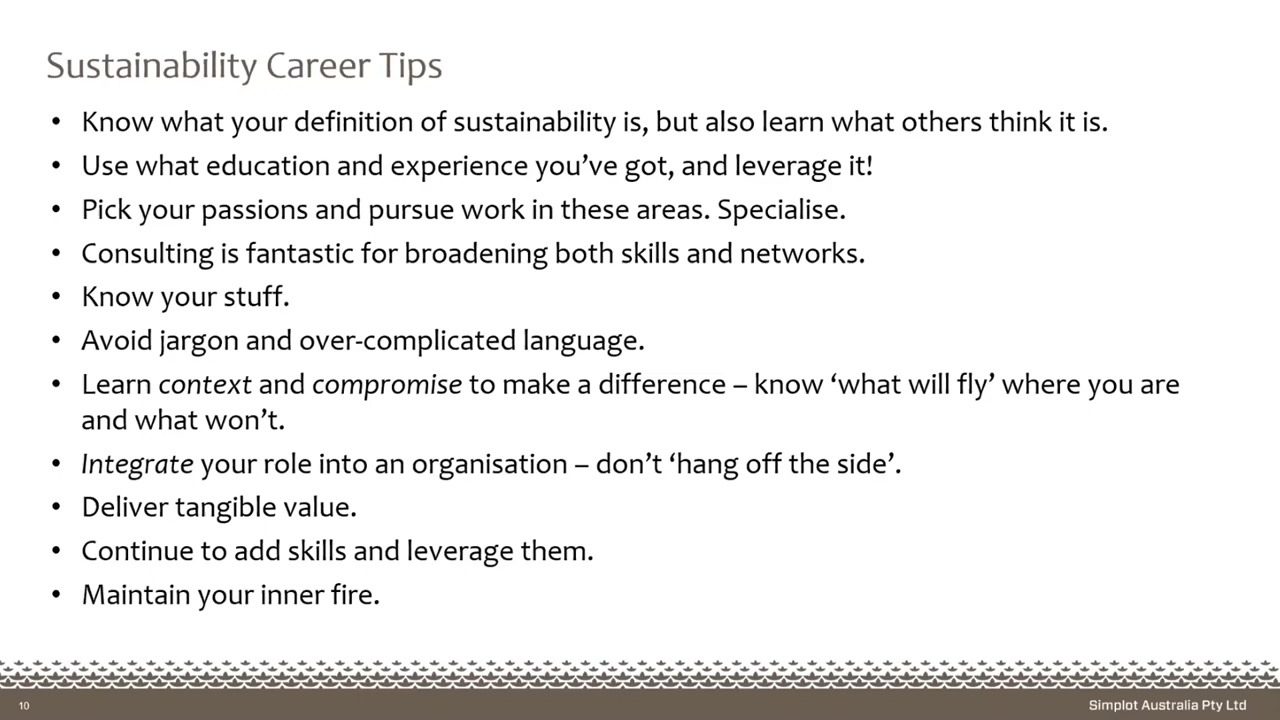 Sustainability Career Tips
• Know what your definition of sustainability is, but also learn what others think it is.
• Use what education and experience you’ve got, and leverage it!
• Pick your passions and pursue work in these areas. Specialise.
• Consulting is fantastic for broadening both skills and networks.
• Know your stuff.
• Avoid jargon and over-complicated language.
• Learn context and compromise to make a difference – know ‘what will fly’ where you are
and what won’t.
• Integrate your role into an organisation – don’t ‘hang off the side’.
• Deliver tangible value.
• Continue to add skills and leverage them.
• Maintain your inner fire.
10
Simplot Australia Pty Ltd